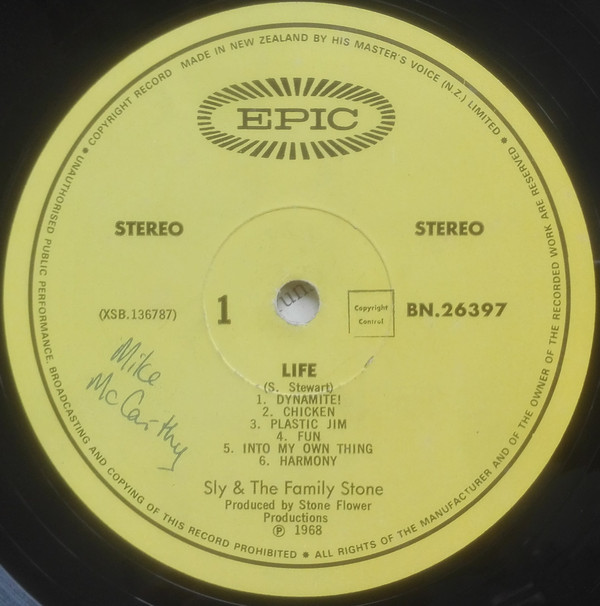 UNAUTHORISED PUBLIC PERFORMANCE. BROADCASTING AND COPYING OF THIS RECORD PROHIBITED • ALL RIGHTS OF THE MANUFACTURER AND OF THE OWNER OF THE RECORDED WORK ARE RESERVED • COPYRIGHT RECORD MADE IN NEW ZEALAND BY HIS MASTER'S VOICE (N.Z.) LIMITED •
EPIC
STEREO STEREO
(XSB.136787) 1 Copyright Control BN.26397
Mike
McCarthy
LIFE
(S. Stewart)
1. DYNAMITE!
2. CHICKEN
3. PLASTIC JIM
4. FUN
5. INTO MY OWN THING
6. HARMONY
Sly & The Family Stone
Produced by Stone Flower
Productions
Ⓟ 1968